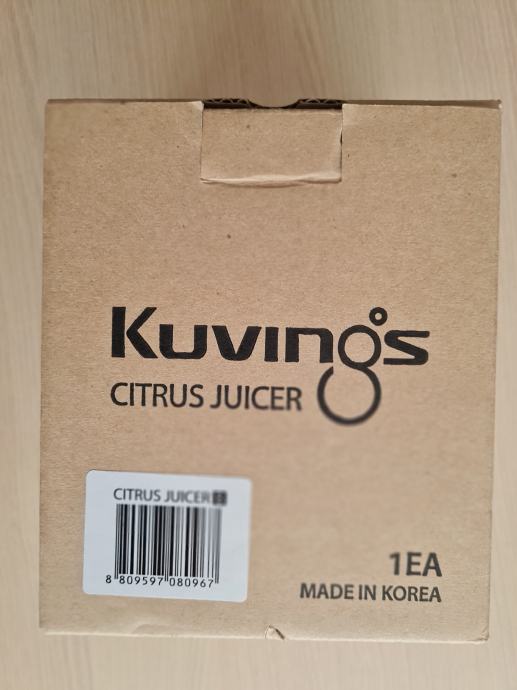 Kuvings
CITRUS JUICER
CITRUS JUICER
8 809597 080967
1EA
MADE IN KOREA